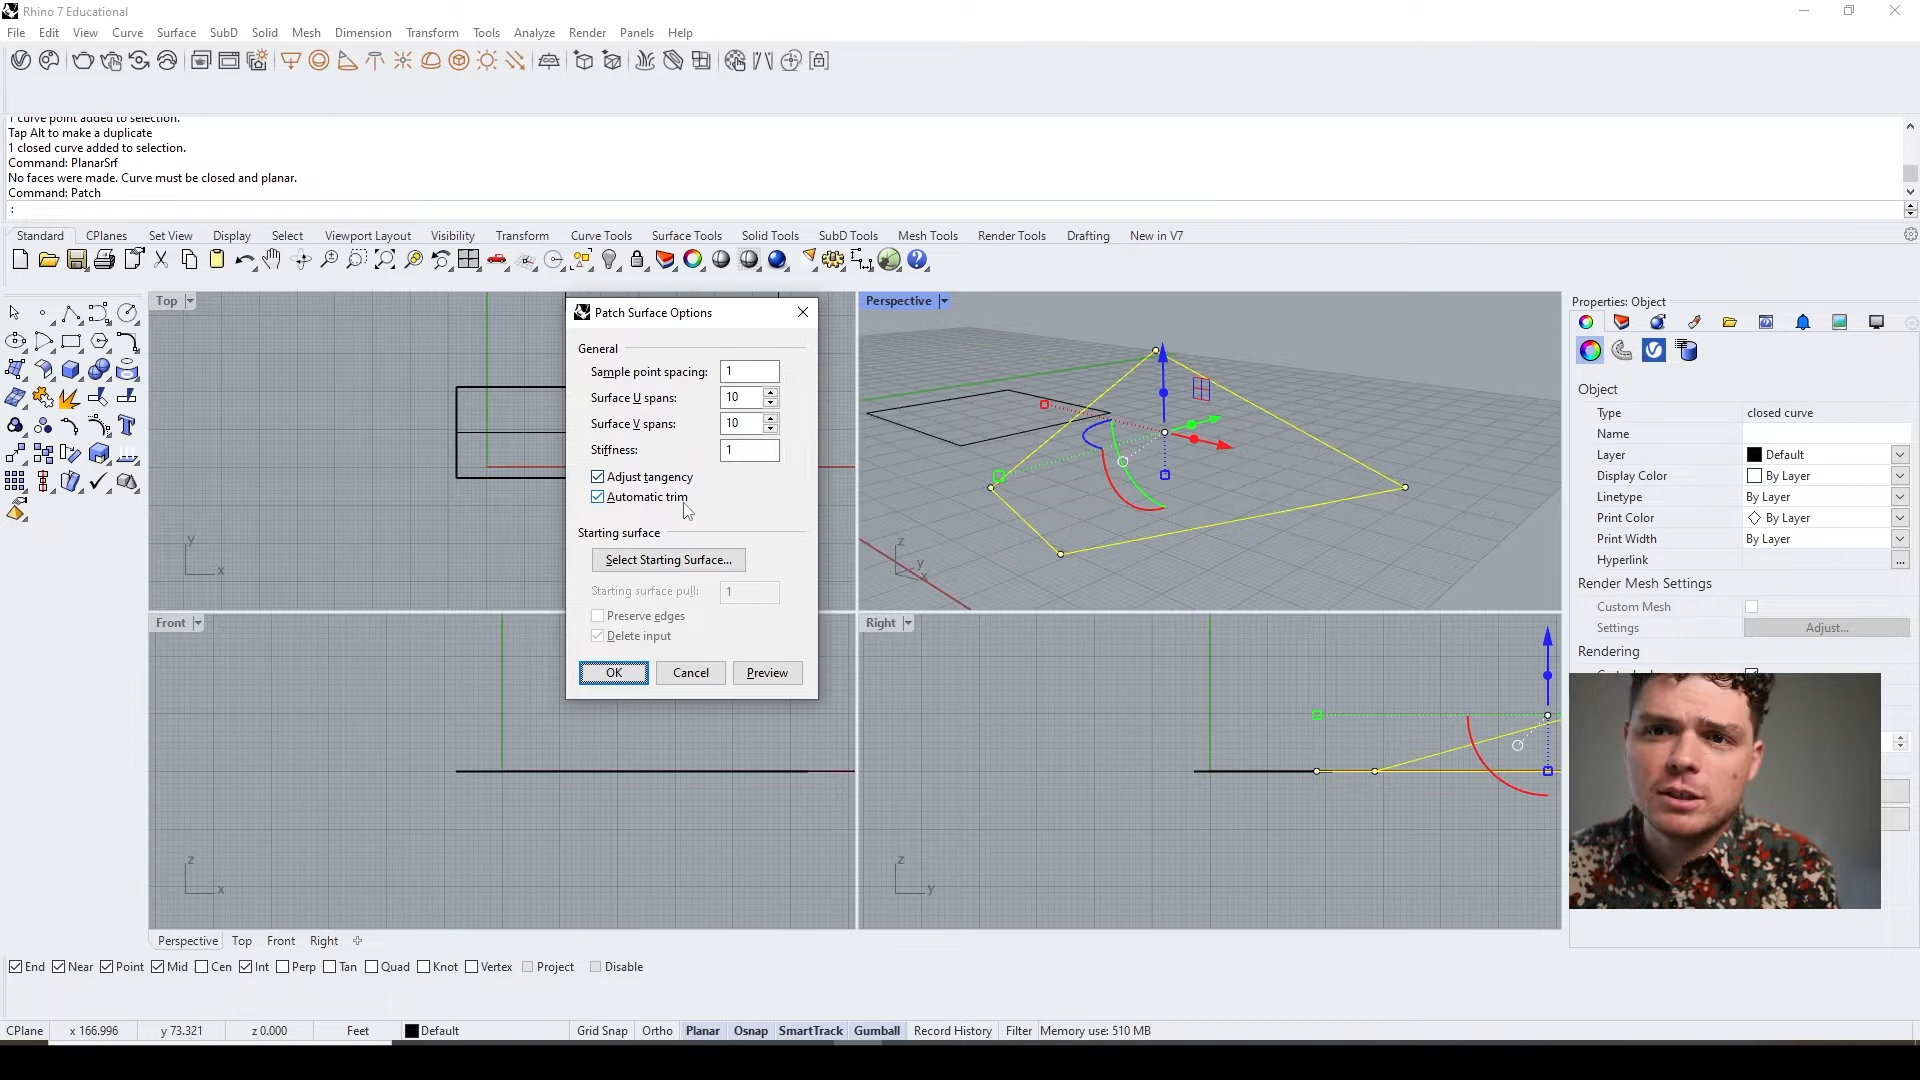 Rhino 7 Educational
File Edit View Curve Surface SubD Solid Mesh Dimension Transform Tools Analyze Render Panels Help
1 curve point added to selection.
Tap Alt to make a duplicate
1 closed curve added to selection.
Command: PlanarSrf
No faces were made. Curve must be closed and planar.
Command: Patch
:
Standard CPlanes Set View Display Select Viewport Layout Visibility Transform Curve Tools Surface Tools Solid Tools SubD Tools Mesh Tools Render Tools Drafting New in V7
Top
y
x
Patch Surface Options
General
Sample point spacing: 1
Surface U spans: 10
Surface V spans: 10
Stiffness: 1
Adjust tangency
Automatic trim
Starting surface
Select Starting Surface...
Starting surface pull: 1
Preserve edges
Delete input
OK Cancel Preview
Perspective
z
y
x
Front
z
x
Right
z
y
Properties: Object
Object
Type closed curve
Name
Layer Default
Display Color By Layer
Linetype By Layer
Print Color By Layer
Print Width By Layer
Hyperlink ...
Render Mesh Settings
Custom Mesh
Settings Adjust...
Rendering
Perspective Top Front Right
End Near Point Mid Cen Int Perp Tan Quad Knot Vertex Project Disable
CPlane x 166.996 y 73.321 z 0.000 Feet Default Grid Snap Ortho Planar Osnap SmartTrack Gumball Record History Filter Memory use: 510 MB